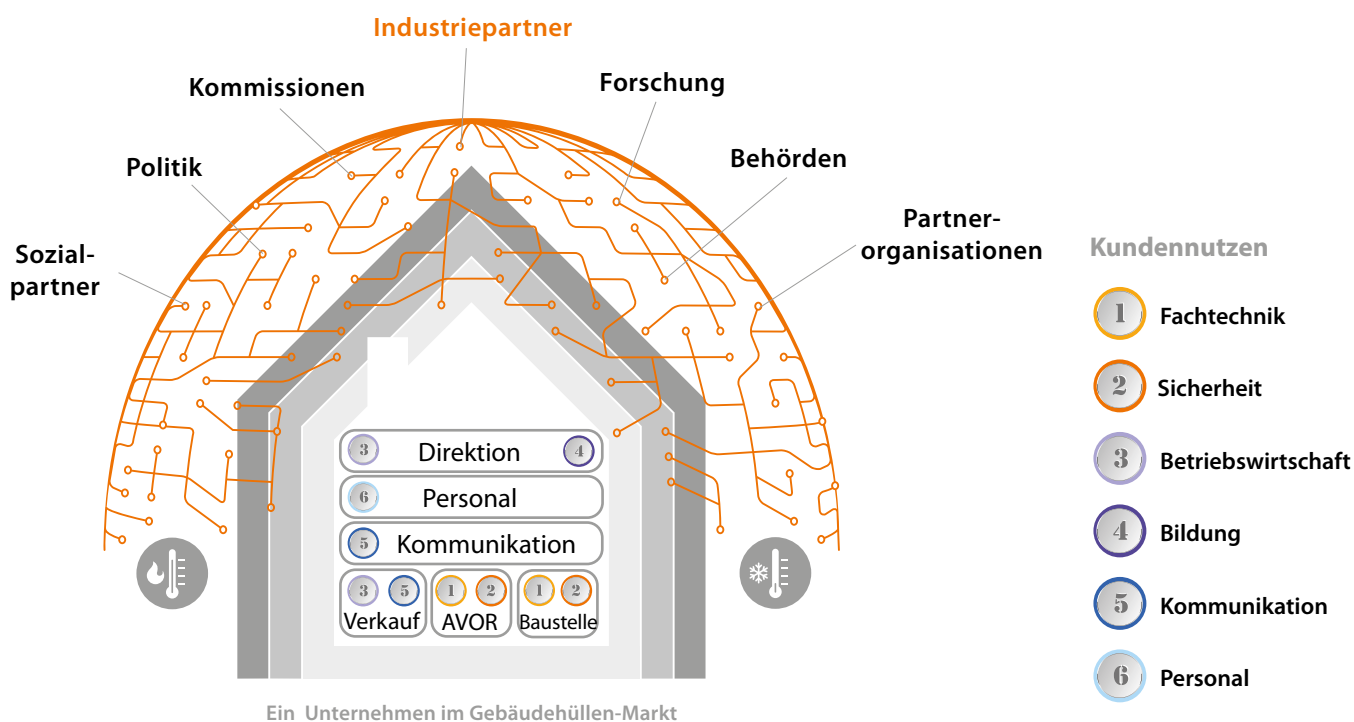 Industriepartner
Kommissionen
Forschung
Politik
Behörden
Sozial-
partner
Partner-
organisationen
3 Direktion 4
6 Personal
5 Kommunikation
3 5
Verkauf
1 2
AVOR
1 2
Baustelle
Ein Unternehmen im Gebäudehüllen-Markt
Kundennutzen
1 Fachtechnik
2 Sicherheit
3 Betriebswirtschaft
4 Bildung
5 Kommunikation
6 Personal